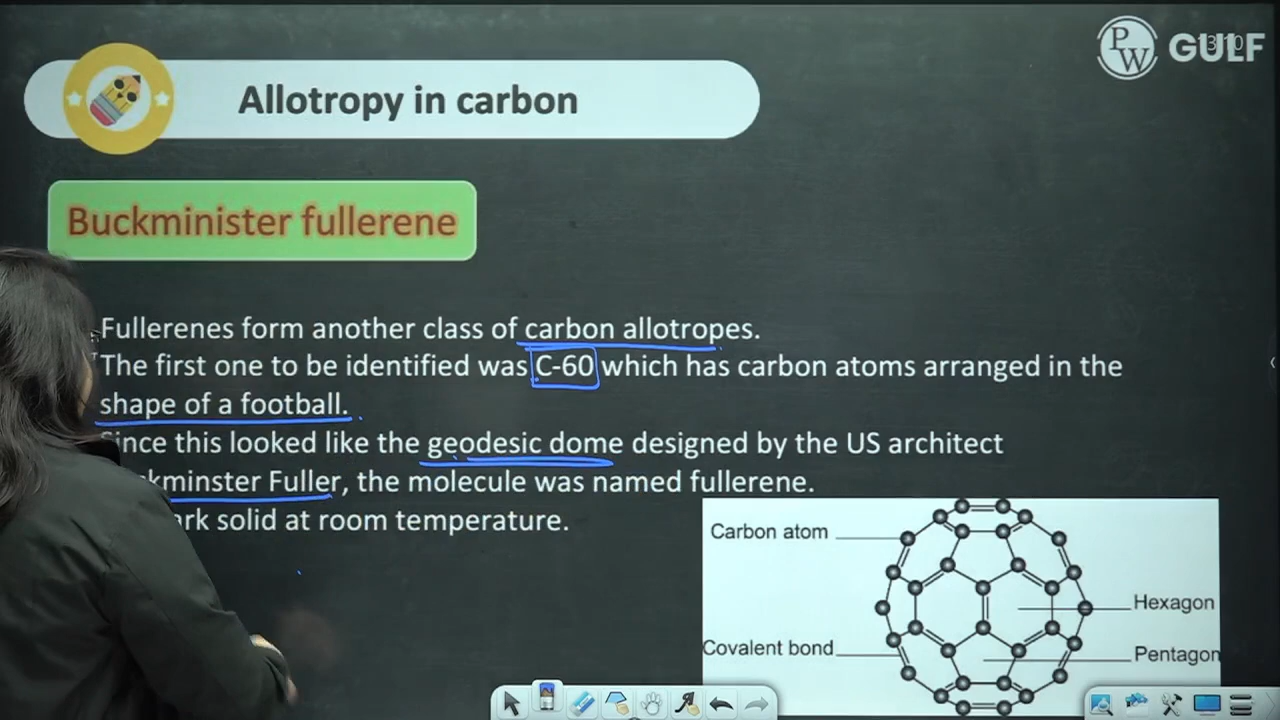 PW GULF
Allotropy in carbon
Buckminister fullerene
Fullerenes form another class of carbon allotropes.
The first one to be identified was C-60 which has carbon atoms arranged in the
shape of a football.
Since this looked like the geodesic dome designed by the US architect
kminster Fuller, the molecule was named fullerene.
rk solid at room temperature.
Carbon atom
Hexagon
Covalent bond
Pentagon